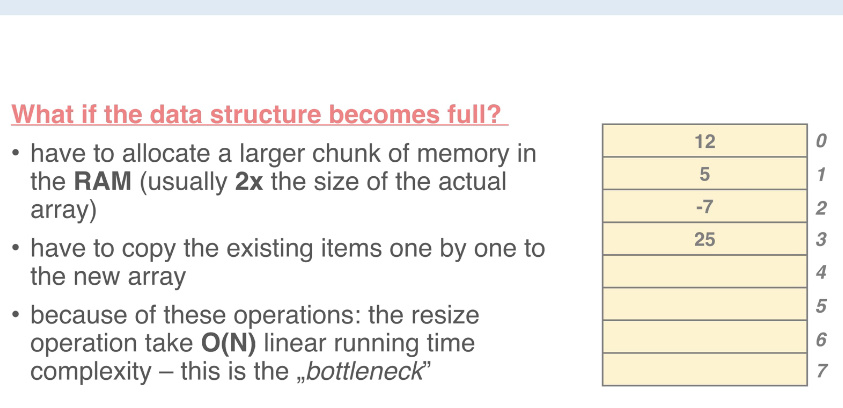 What if the data structure becomes full?
• have to allocate a larger chunk of memory in
the RAM (usually 2x the size of the actual
array)
• have to copy the existing items one by one to
the new array
• because of these operations: the resize
operation take O(N) linear running time
complexity – this is the „bottleneck”
12 0
5 1
-7 2
25 3
4
5
6
7